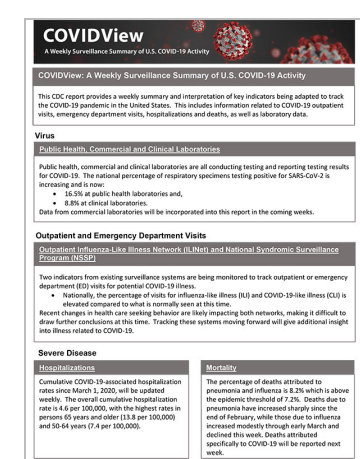 COVIDView
A Weekly Surveillance Summary of U.S. COVID-19 Activity
COVIDView: A Weekly Surveillance Summary of U.S. COVID-19 Activity
This CDC report provides a weekly summary and interpretation of key indicators being adapted to track
the COVID-19 pandemic in the United States. This includes information related to COVID-19 outpatient
visits, emergency department visits, hospitalizations and deaths, as well as laboratory data.
Virus
Public Health, Commercial and Clinical Laboratories
Public health, commercial and clinical laboratories are all conducting testing and reporting testing results
for COVID-19. The national percentage of respiratory specimens testing positive for SARS-CoV-2 is
increasing and is now:
• 16.5% at public health laboratories and,
• 8.8% at clinical laboratories.
Data from commercial laboratories will be incorporated into this report in the coming weeks.
Outpatient and Emergency Department Visits
Outpatient Influenza-Like Illness Network (ILINet) and National Syndromic Surveillance
Program (NSSP)
Two indicators from existing surveillance systems are being monitored to track outpatient or emergency
department (ED) visits for potential COVID-19 illness.
• Nationally, the percentage of visits for influenza-like illness (ILI) and COVID-19-like illness (CLI) is
elevated compared to what is normally seen at this time.
Recent changes in health care seeking behavior are likely impacting both networks, making it difficult to
draw further conclusions at this time. Tracking these systems moving forward will give additional insight
into illness related to COVID-19.
Severe Disease
Hospitalizations
Cumulative COVID-19-associated hospitalization
rates since March 1, 2020, will be updated
weekly. The overall cumulative hospitalization
rate is 4.6 per 100,000, with the highest rates in
persons 65 years and older (13.8 per 100,000)
and 50-64 years (7.4 per 100,000).
Mortality
The percentage of deaths attributed to
pneumonia and influenza is 8.2% which is above
the epidemic threshold of 7.2%. Deaths due to
pneumonia have increased sharply since the
end of February, while those due to influenza
increased modestly through early March and
declined this week. Deaths attributed
specifically to COVID-19 will be reported next
week.